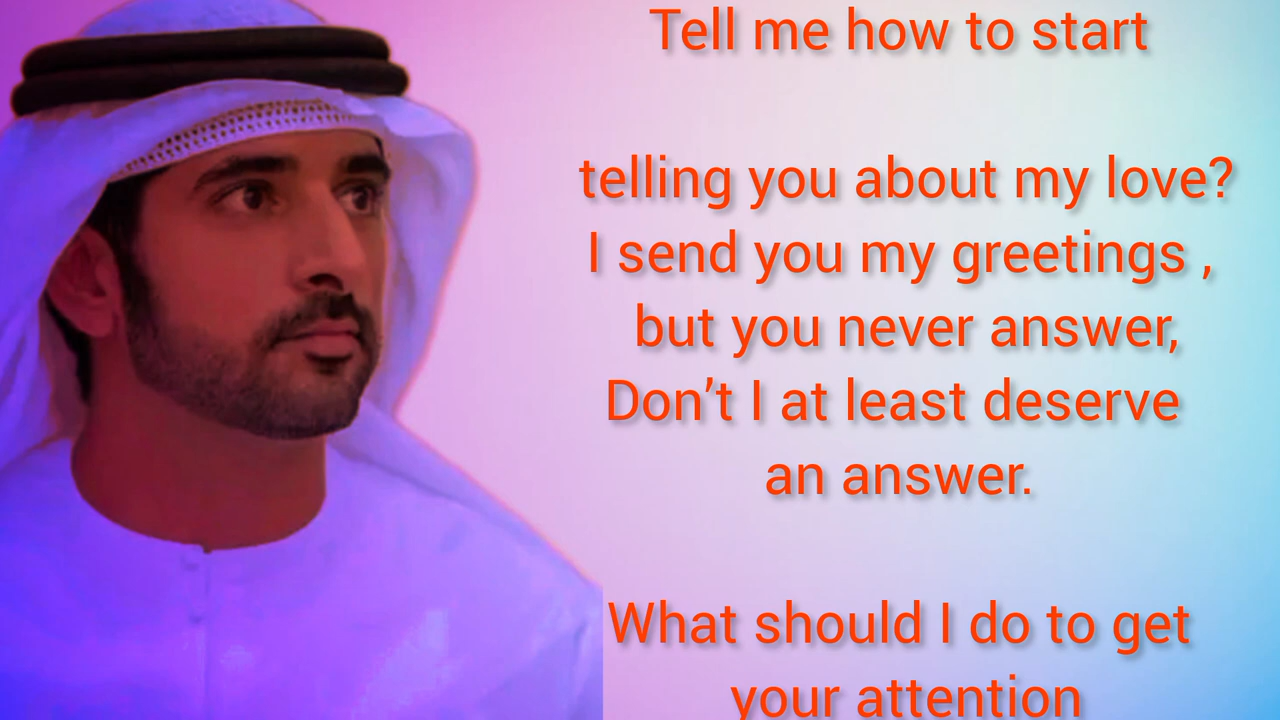 Tell me how to start
telling you about my love?
I send you my greetings ,
but you never answer,
Don’t I at least deserve
an answer.
What should I do to get
your attention